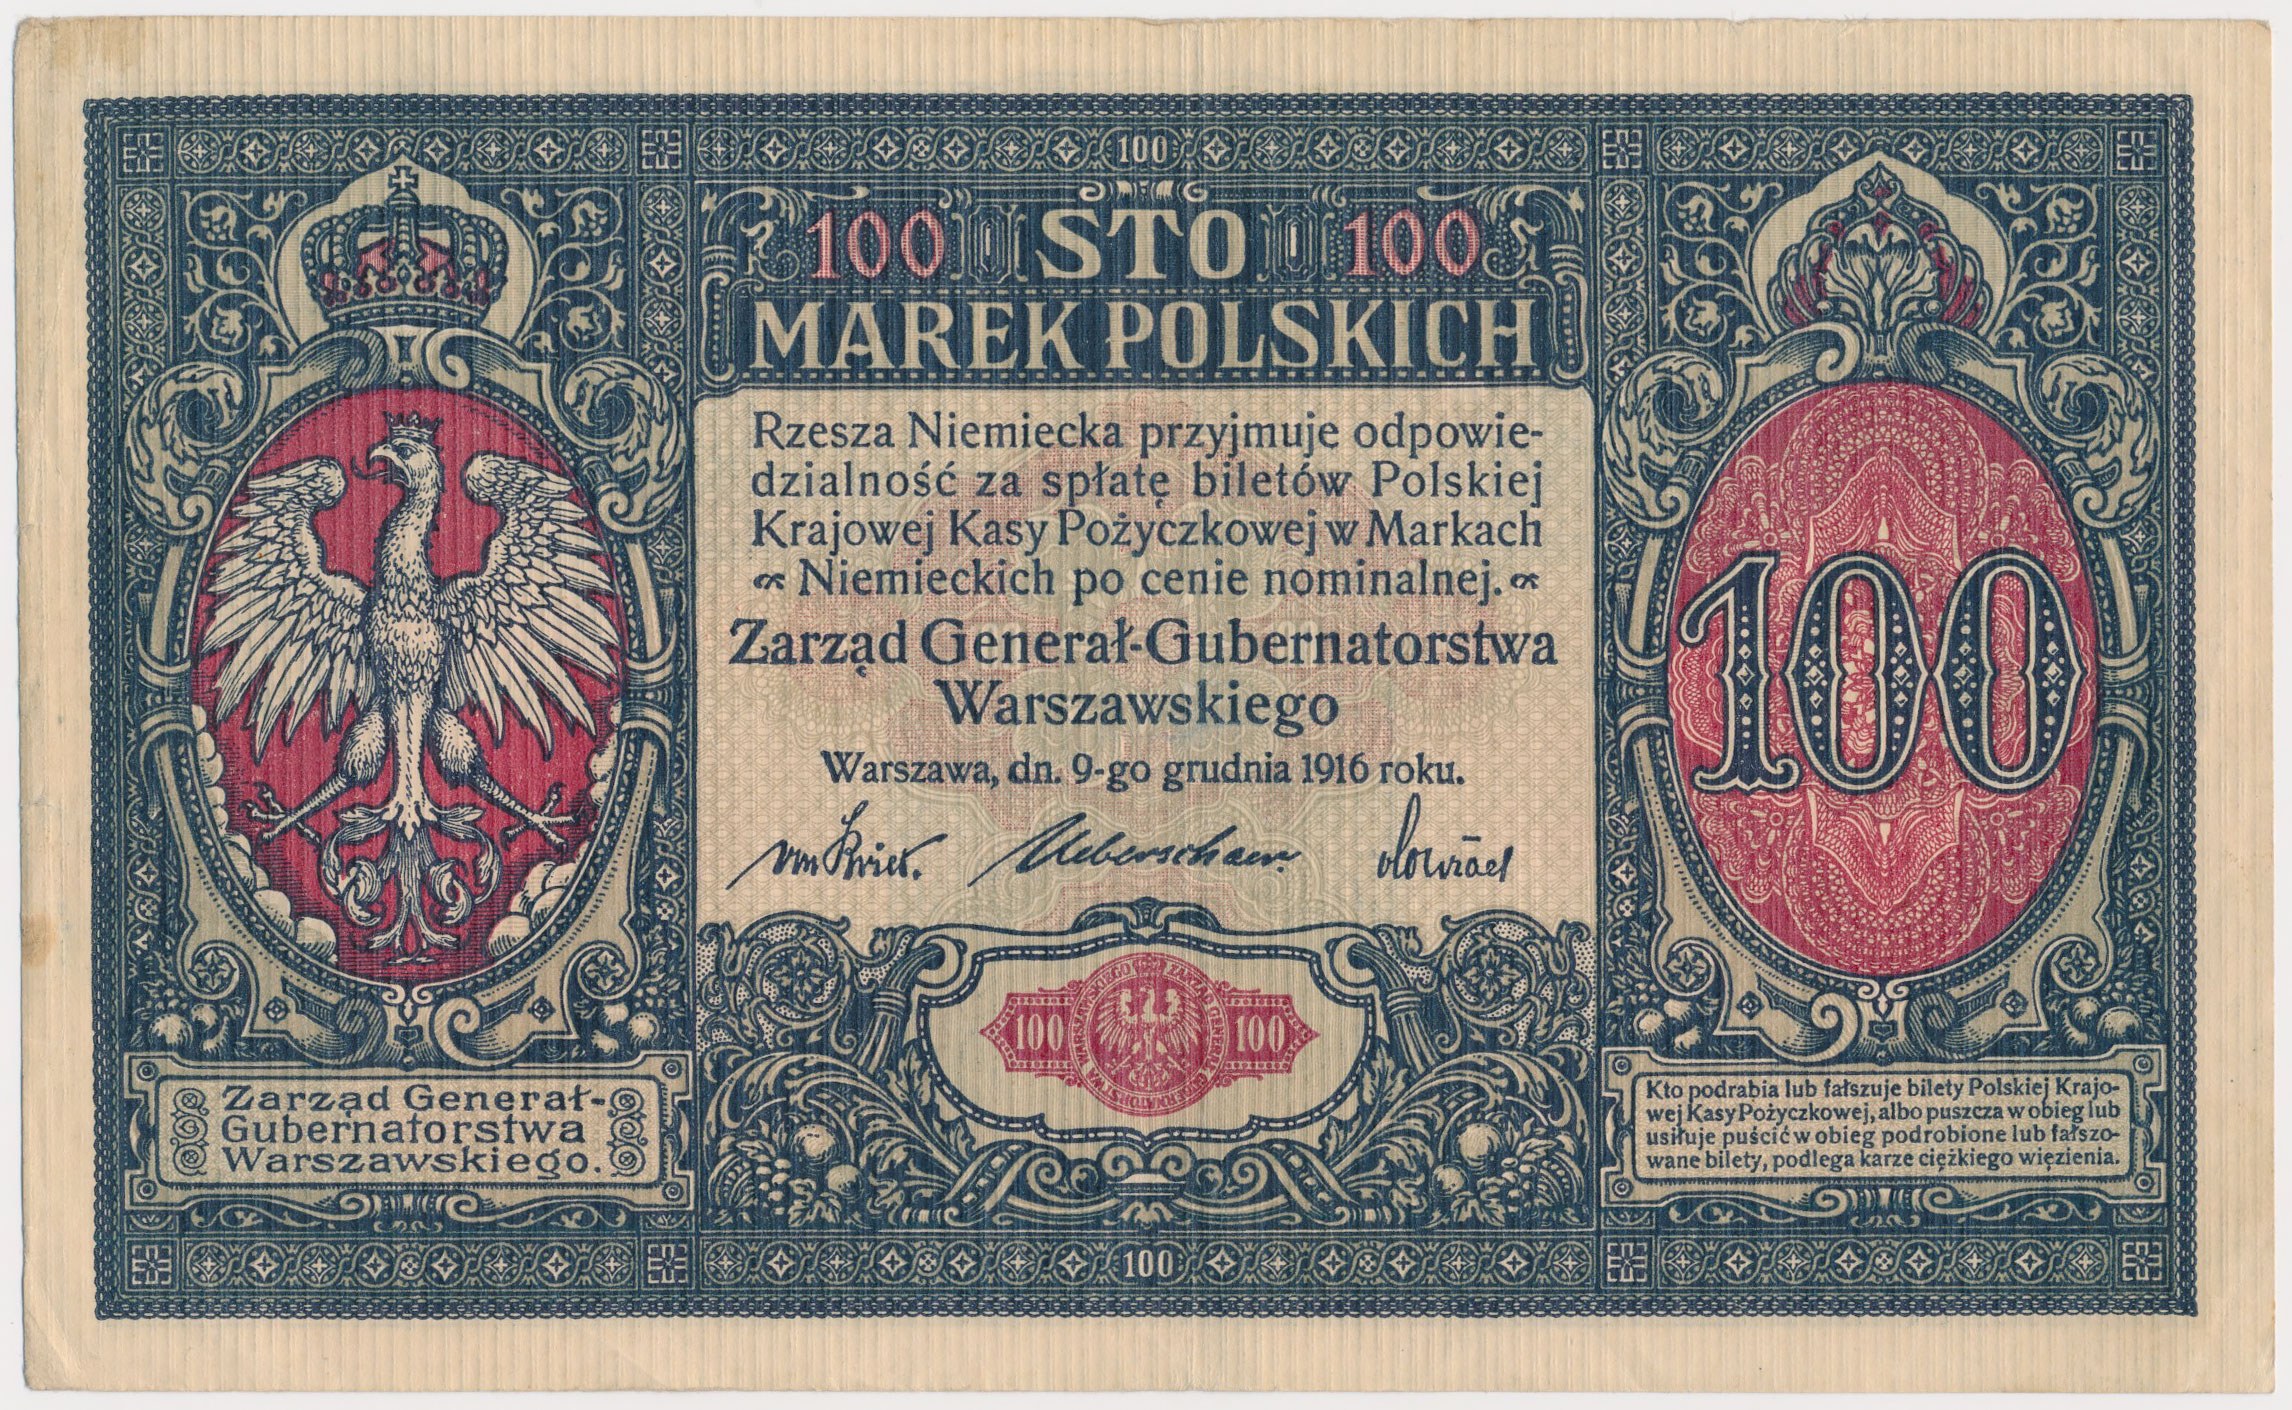 100
100 STO 100
MAREK POLSKICH
Rzesza Niemiecka przyjmuje odpowie-
dzialność za spłatę biletów Polskiej
Krajowej Kasy Pożyczkowej w Markach
Niemieckich po cenie nominalnej.
Zarząd Generał-Gubernatorstwa
Warszawskiego
Warszawa, dn. 9-go grudnia 1916 roku.
100
100 100
Zarząd Generał-
Gubernatorstwa
Warszawskiego.
Kto podrabia lub fałszuje bilety Polskiej Krajo-
wej Kasy Pożyczkowej, albo puszcza w obieg lub
usiłuje puścić w obieg podrobione lub fałszo-
wane bilety, podlega karze ciężkiego więzienia.
100